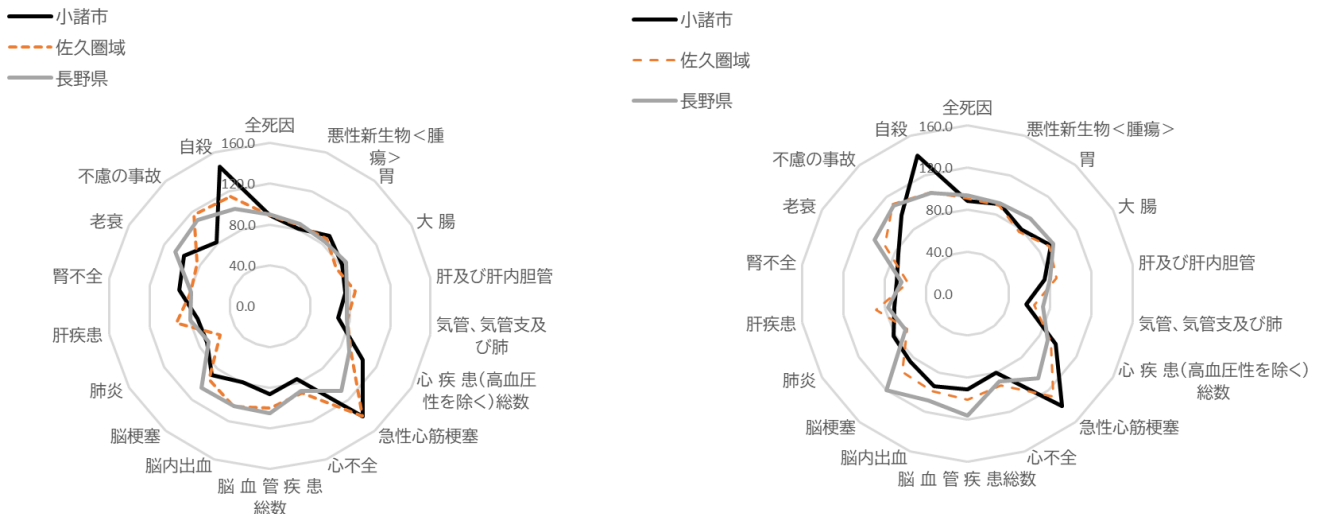 小諸市
佐久圏域
長野県
全死因
悪性新生物＜腫
瘍＞
胃
大 腸
肝及び肝内胆管
気管、気管支及
び肺
心 疾 患（高血圧
性を除く）総数
急性心筋梗塞
心不全
脳 血 管 疾 患
総数
脳内出血
脳梗塞
肺炎
肝疾患
腎不全
老衰
不慮の事故
自殺
160.0
120.0
80.0
40.0
0.0
小諸市
佐久圏域
長野県
全死因
悪性新生物＜腫瘍＞
胃
大 腸
肝及び肝内胆管
気管、気管支及び肺
心 疾 患（高血圧性を除く）
総数
急性心筋梗塞
心不全
脳 血 管 疾 患総数
脳内出血
脳梗塞
肺炎
肝疾患
腎不全
老衰
不慮の事故
自殺
160.0
120.0
80.0
40.0
0.0